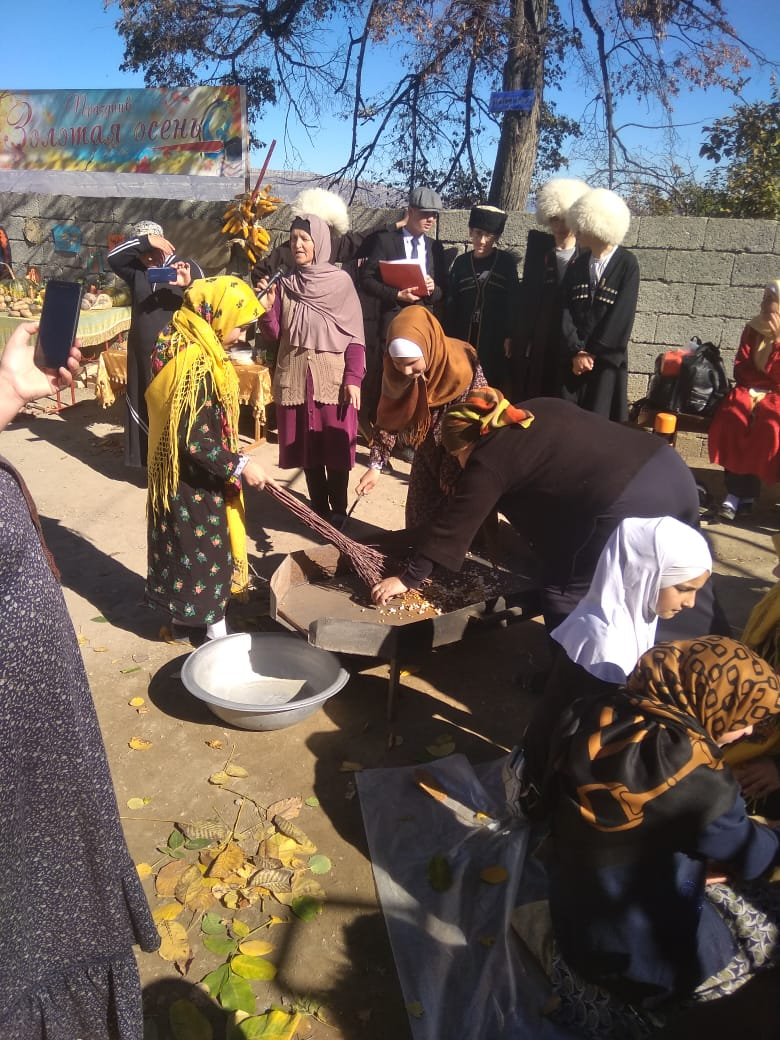 Праздник
Золотая осень